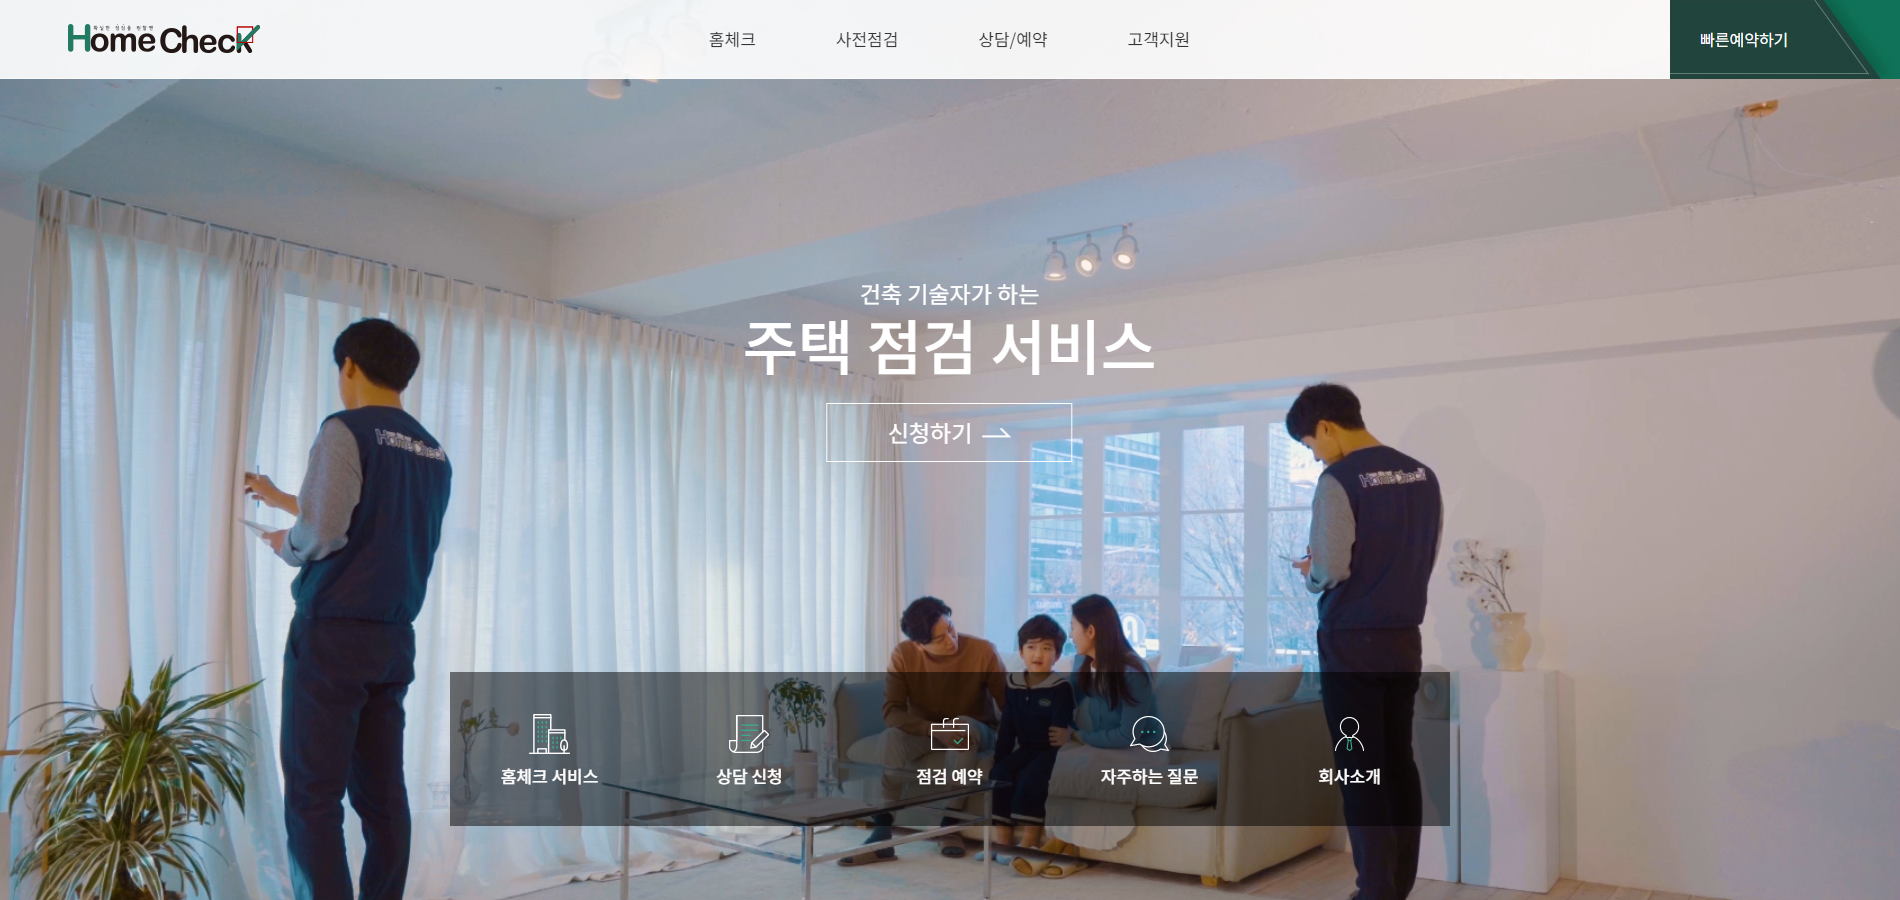 Home Check
홈체크
사전점검
상담/예약
고객지원
빠른예약하기
건축 기술자가 하는
주택 점검 서비스
신청하기
HomeCheck
HomeCheck
홈체크 서비스
상담 신청
점검 예약
자주하는 질문
회사소개